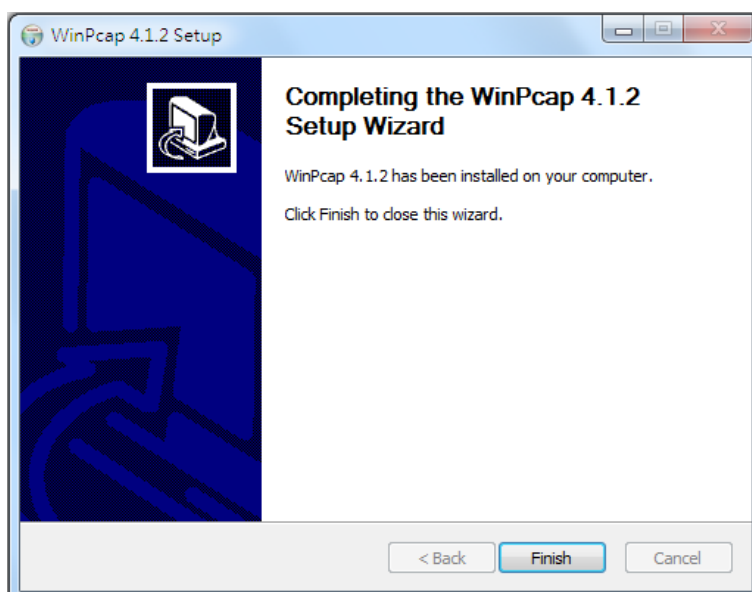 WinPcap 4.1.2 Setup
Completing the WinPcap 4.1.2
Setup Wizard
WinPcap 4.1.2 has been installed on your computer.
Click Finish to close this wizard.
< Back
Finish
Cancel